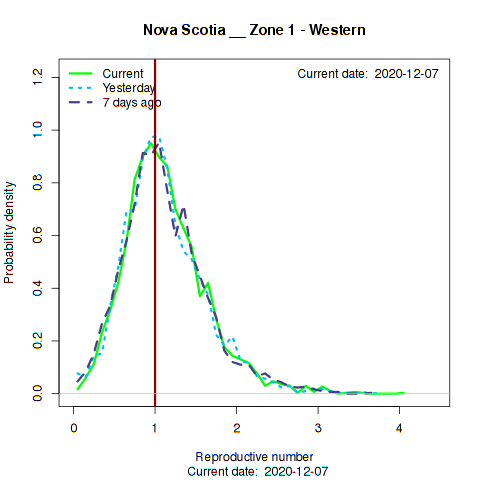 Nova Scotia __ Zone 1 - Western
Current
Yesterday
7 days ago
Current date:  2020-12-07
Probability density
0.0 0.2 0.4 0.6 0.8 1.0 1.2
0 1 2 3 4
Reproductive number
Current date:  2020-12-07